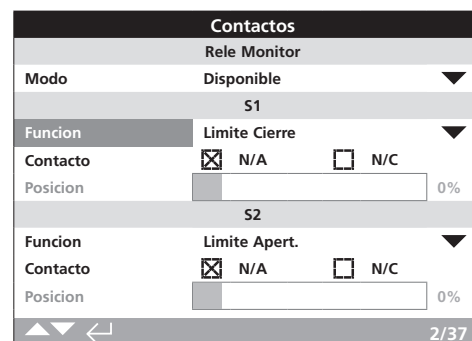 Contactos
Rele Monitor
Modo Disponible
S1
Funcion Limite Cierre
Contacto N/A N/C
Posicion 0%
S2
Funcion Limite Apert.
Contacto N/A N/C
Posicion 0%
2/37